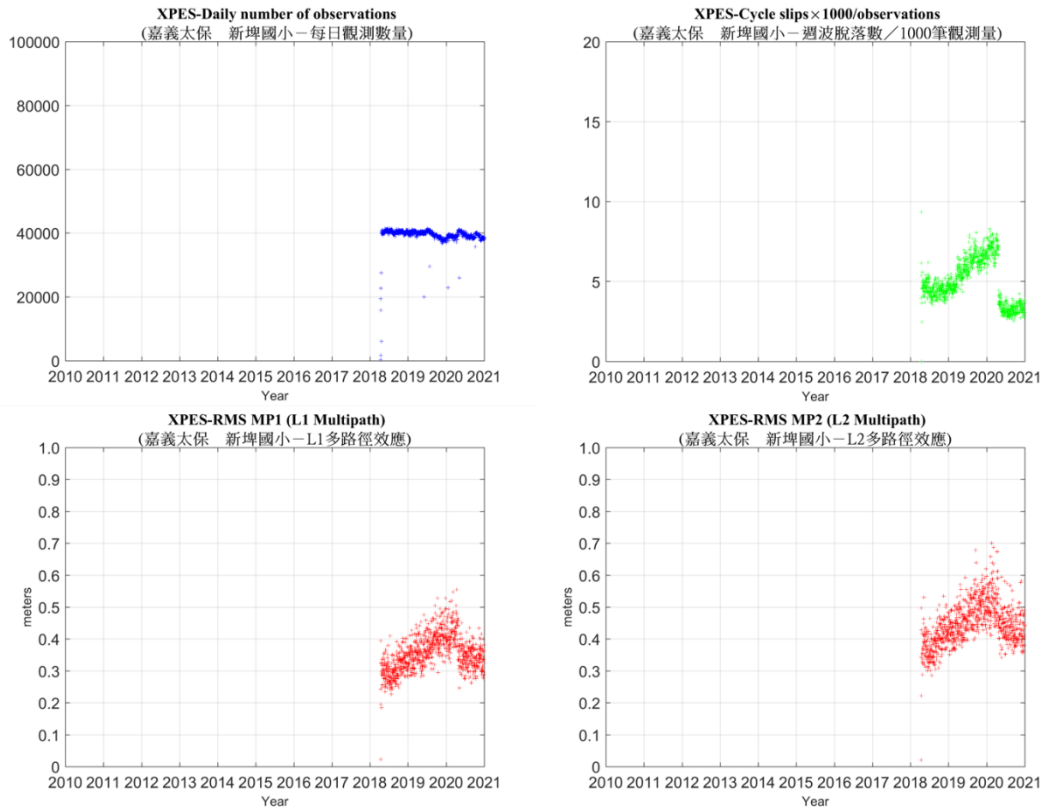 XPES-Daily number of observations
(嘉義太保 新埤國小－每日觀測數量)
100000
80000
60000
40000
20000
0
2010 2011 2012 2013 2014 2015 2016 2017 2018 2019 2020 2021
Year
XPES-Cycle slips×1000/observations
(嘉義太保 新埤國小－週波脫落數／1000筆觀測量)
20
15
10
5
0
2010 2011 2012 2013 2014 2015 2016 2017 2018 2019 2020 2021
Year
XPES-RMS MP1 (L1 Multipath)
(嘉義太保 新埤國小－L1多路徑效應)
1.0
0.9
0.8
0.7
0.6
0.5
0.4
0.3
0.2
0.1
0
meters
2010 2011 2012 2013 2014 2015 2016 2017 2018 2019 2020 2021
Year
XPES-RMS MP2 (L2 Multipath)
(嘉義太保 新埤國小－L2多路徑效應)
1.0
0.9
0.8
0.7
0.6
0.5
0.4
0.3
0.2
0.1
0
meters
2010 2011 2012 2013 2014 2015 2016 2017 2018 2019 2020 2021
Year